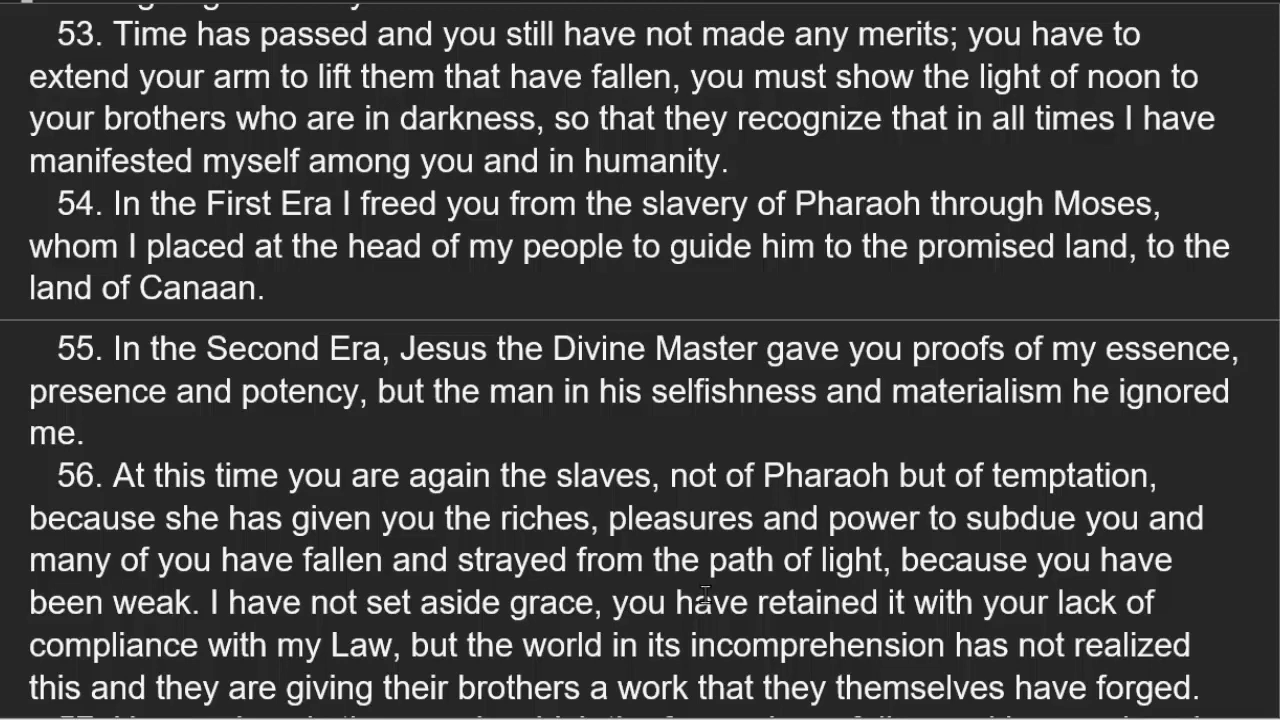 53. Time has passed and you still have not made any merits; you have to
extend your arm to lift them that have fallen, you must show the light of noon to
your brothers who are in darkness, so that they recognize that in all times I have
manifested myself among you and in humanity.
54. In the First Era I freed you from the slavery of Pharaoh through Moses,
whom I placed at the head of my people to guide him to the promised land, to the
land of Canaan.
55. In the Second Era, Jesus the Divine Master gave you proofs of my essence,
presence and potency, but the man in his selfishness and materialism he ignored
me.
56. At this time you are again the slaves, not of Pharaoh but of temptation,
because she has given you the riches, pleasures and power to subdue you and
many of you have fallen and strayed from the path of light, because you have
been weak. I have not set aside grace, you have retained it with your lack of
compliance with my Law, but the world in its incomprehension has not realized
this and they are giving their brothers a work that they themselves have forged.